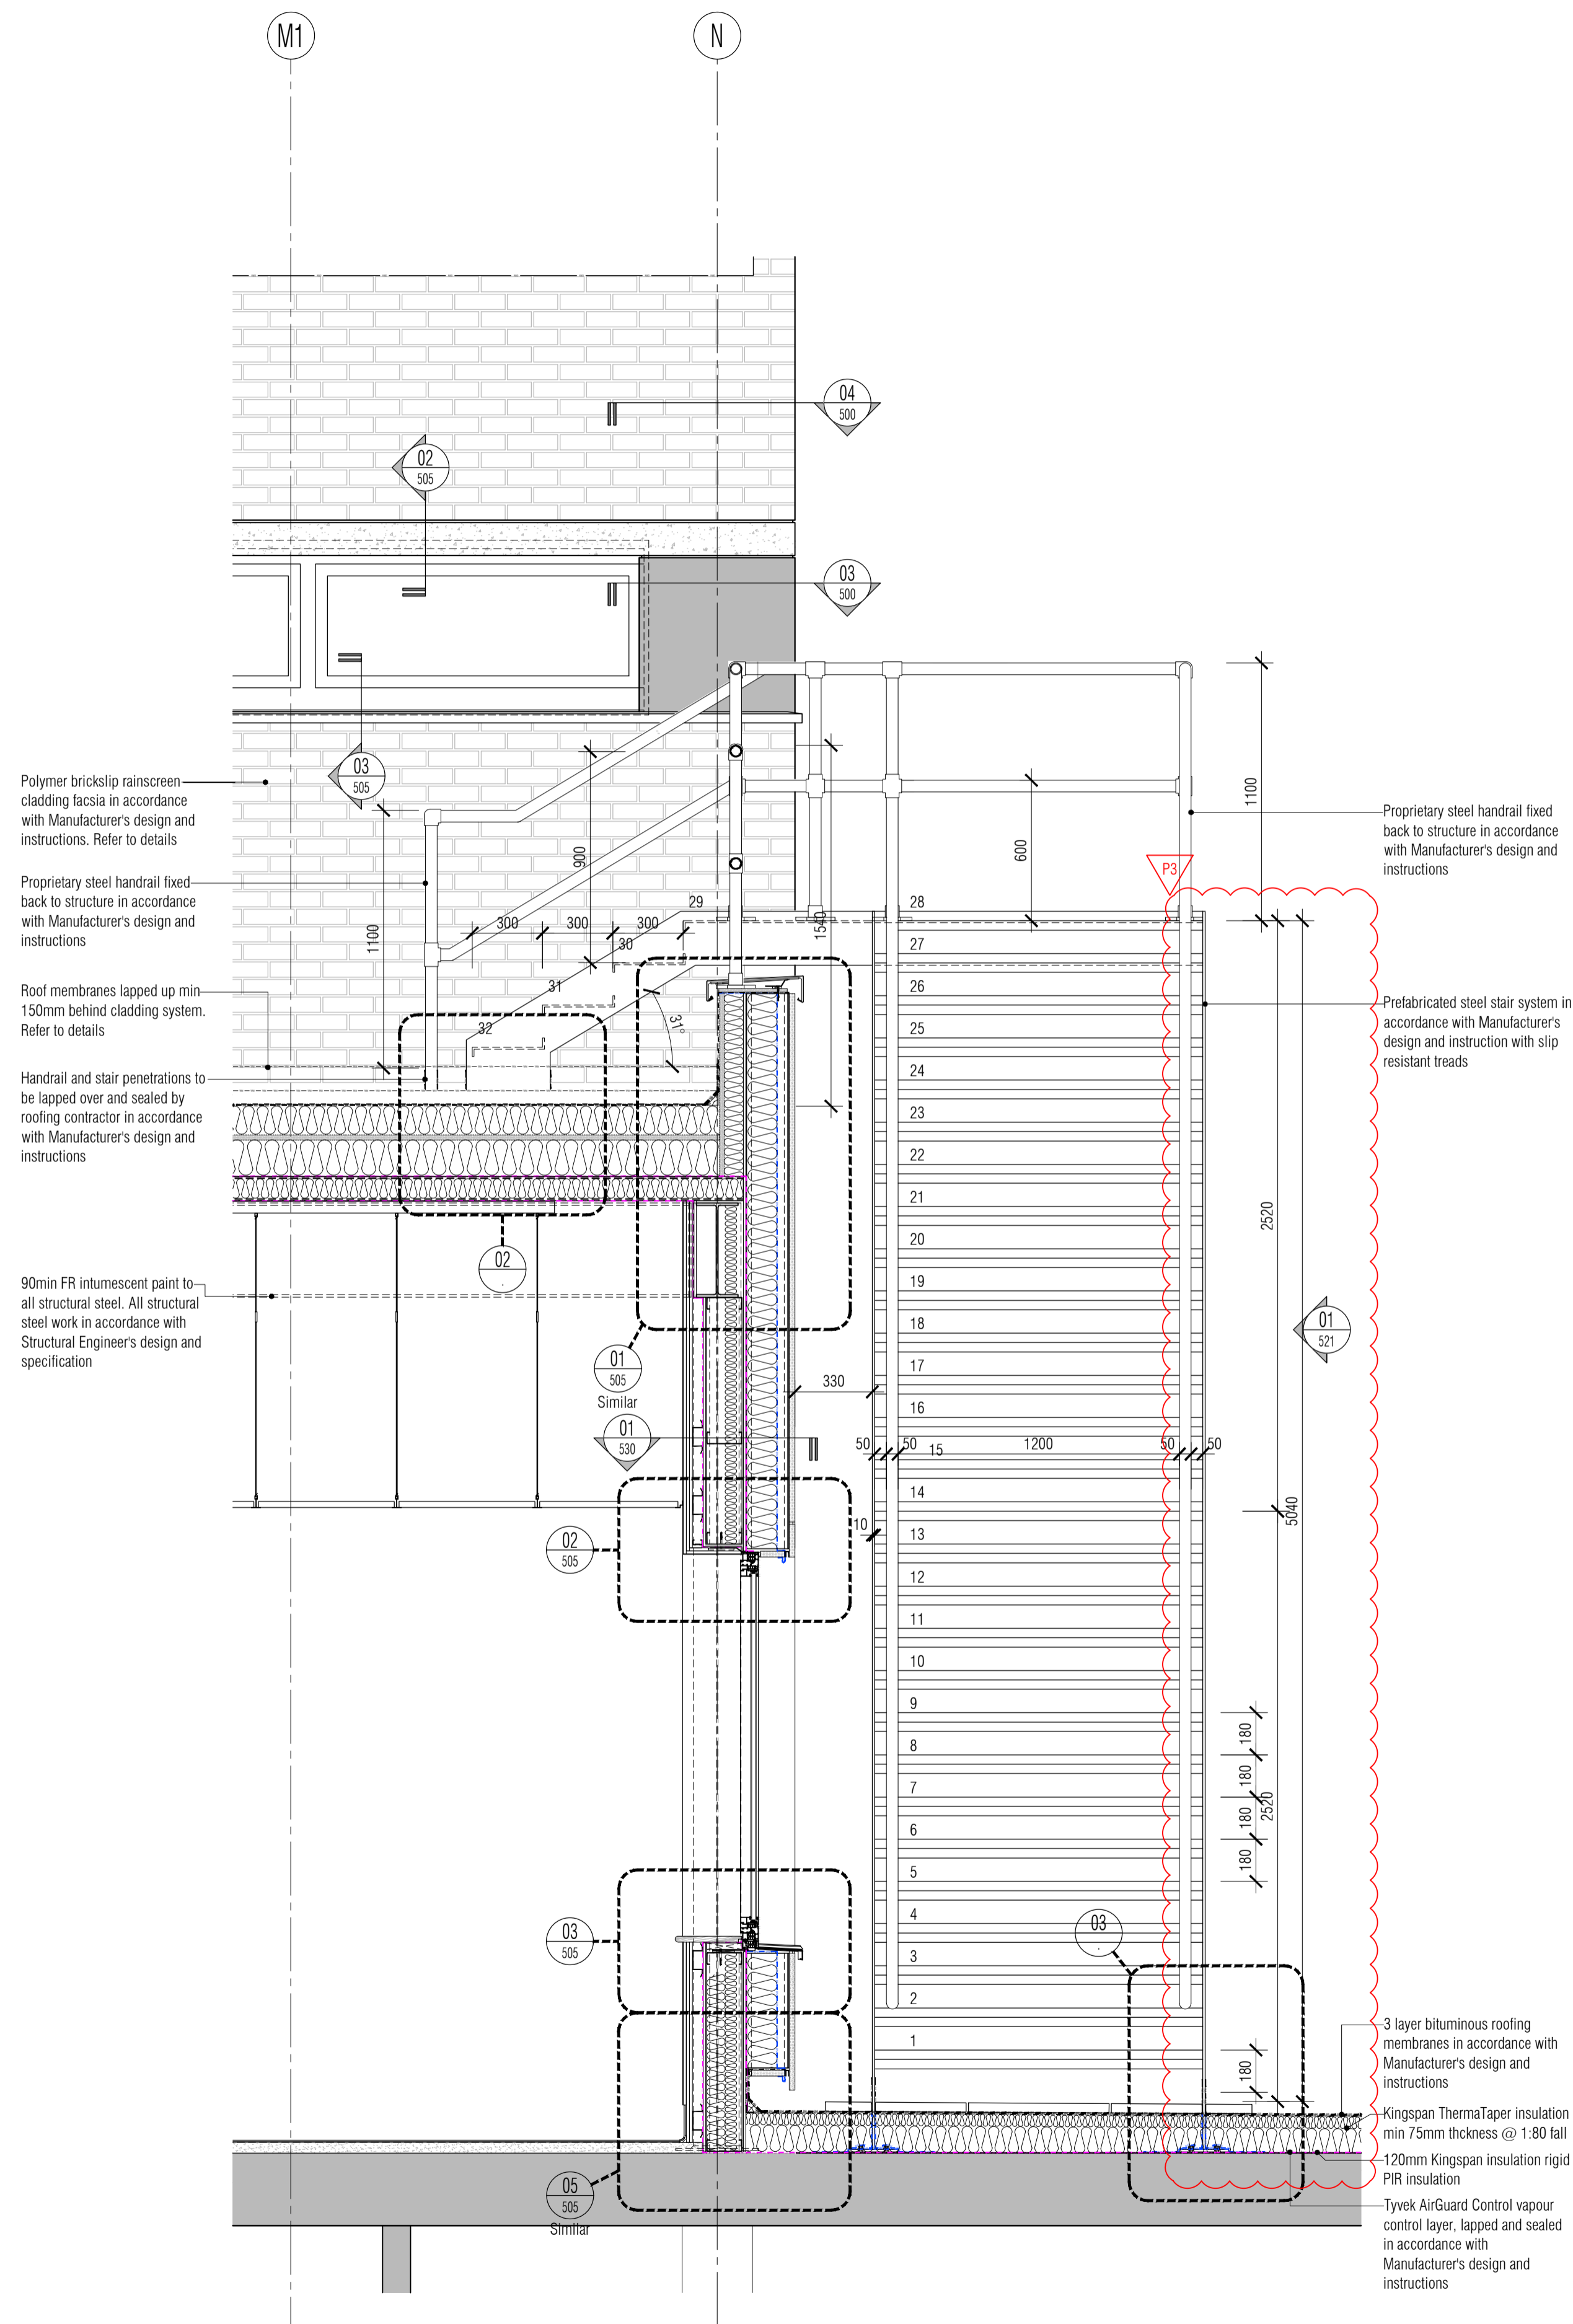 M1
N
04
500
02
505
03
500
03
505
Polymer brickslip rainscreen
cladding facsia in accordance
with Manufacturer's design and
instructions. Refer to details
Proprietary steel handrail fixed
back to structure in accordance
with Manufacturer's design and
instructions
Roof membranes lapped up min
150mm behind cladding system.
Refer to details
Handrail and stair penetrations to
be lapped over and sealed by
roofing contractor in accordance
with Manufacturer's design and
instructions
90min FR intumescent paint to
all structural steel. All structural
steel work in accordance with
Structural Engineer's design and
specification
1100
900
300
300
300
29
30
31
32
31°
1540
600
1100
P3
Proprietary steel handrail fixed
back to structure in accordance
with Manufacturer's design and
instructions
Prefabricated steel stair system in
accordance with Manufacturer's
design and instruction with slip
resistant treads
28
27
26
25
24
23
22
21
20
19
18
17
16
330
50
50
15
1200
50
50
14
10
13
12
11
10
9
8
7
6
5
4
3
2
1
2520
5040
01
521
02
.
01
505
Similar
01
530
02
505
03
505
05
505
Similar
03
.
180
180
180
180
2520
180
3 layer bituminous roofing
membranes in accordance with
Manufacturer's design and
instructions
Kingspan ThermaTaper insulation
min 75mm thckness @ 1:80 fall
120mm Kingspan insulation rigid
PIR insulation
Tyvek AirGuard Control vapour
control layer, lapped and sealed
in accordance with
Manufacturer's design and
instructions